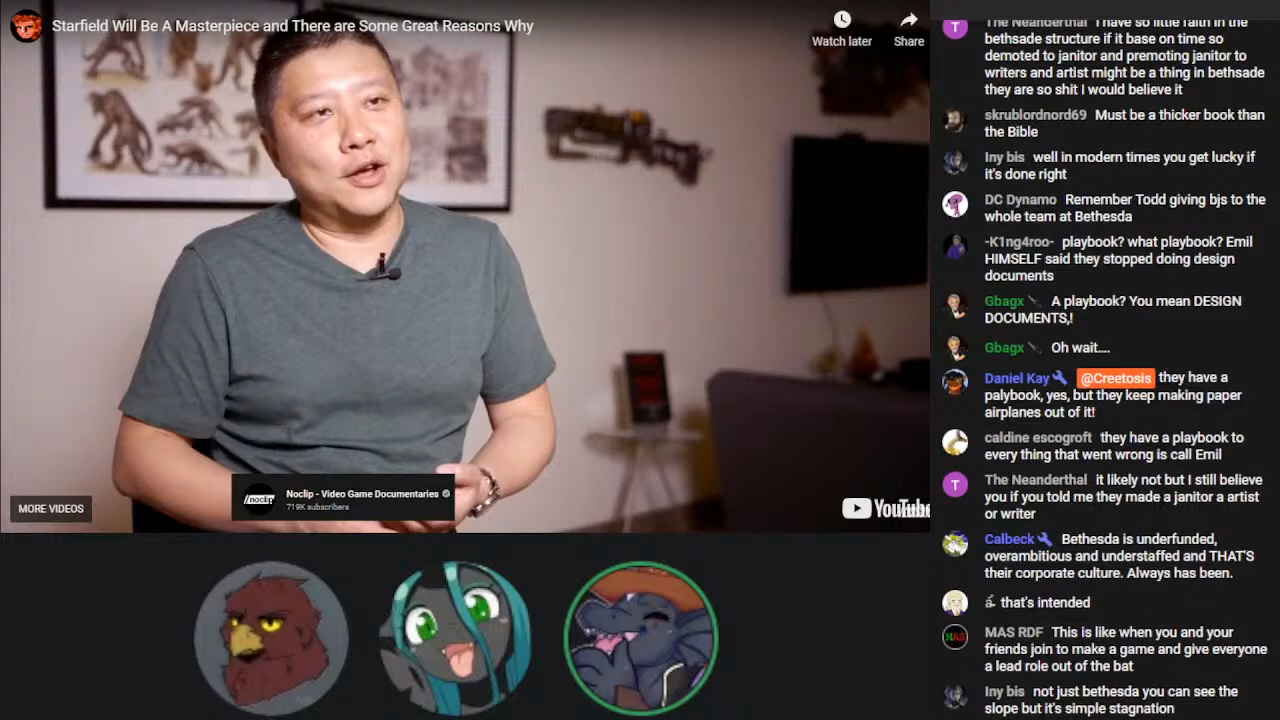 Starfield Will Be A Masterpiece and There are Some Great Reasons Why
Watch later
Share
/noclip
Noclip - Video Game Documentaries
719K subscribers
MORE VIDEOS
YouTube
The Neanderthal I have so little faith in the
bethsade structure if it base on time so
demoted to janitor and promoting janitor to
writers and artist might be a thing in bethsade
they are so shit I would believe it
skrublordnord69 Must be a thicker book than
the Bible
Iny bis well in modern times you get lucky if
it's done right
DC Dynamo Remember Todd giving bjs to the
whole team at Bethesda
-K1ng4roo- playbook? what playbook? Emil
HIMSELF said they stopped doing design
documents
Gbagx A playbook? You mean DESIGN
DOCUMENTS,!
Gbagx Oh wait....
Daniel Kay @Creetosis they have a
palybook, yes, but they keep making paper
airplanes out of it!
caldine escogroft they have a playbook to
every thing that went wrong is call Emil
T
The Neanderthal it likely not but I still believe
you if you told me they made a janitor a artist
or writer
Calbeck Bethesda is underfunded,
overambitious and understaffed and THAT'S
their corporate culture. Always has been.
that's intended
MAS
MAS RDF This is like when you and your
friends join to make a game and give everyone
a lead role out of the bat
Iny bis not just bethesda you can see the
slope but it's simple stagnation